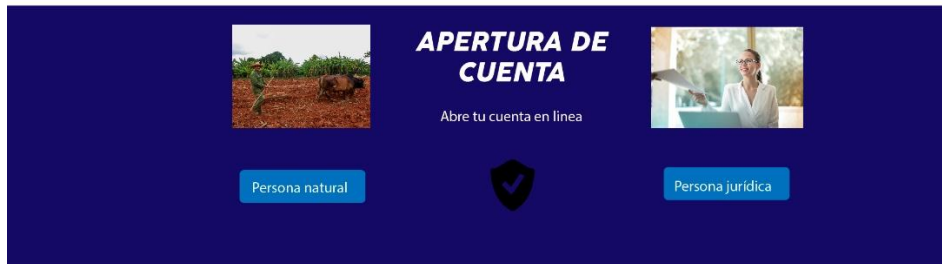 APERTURA DE
CUENTA
Abre tu cuenta en linea
Persona natural
Persona jurídica